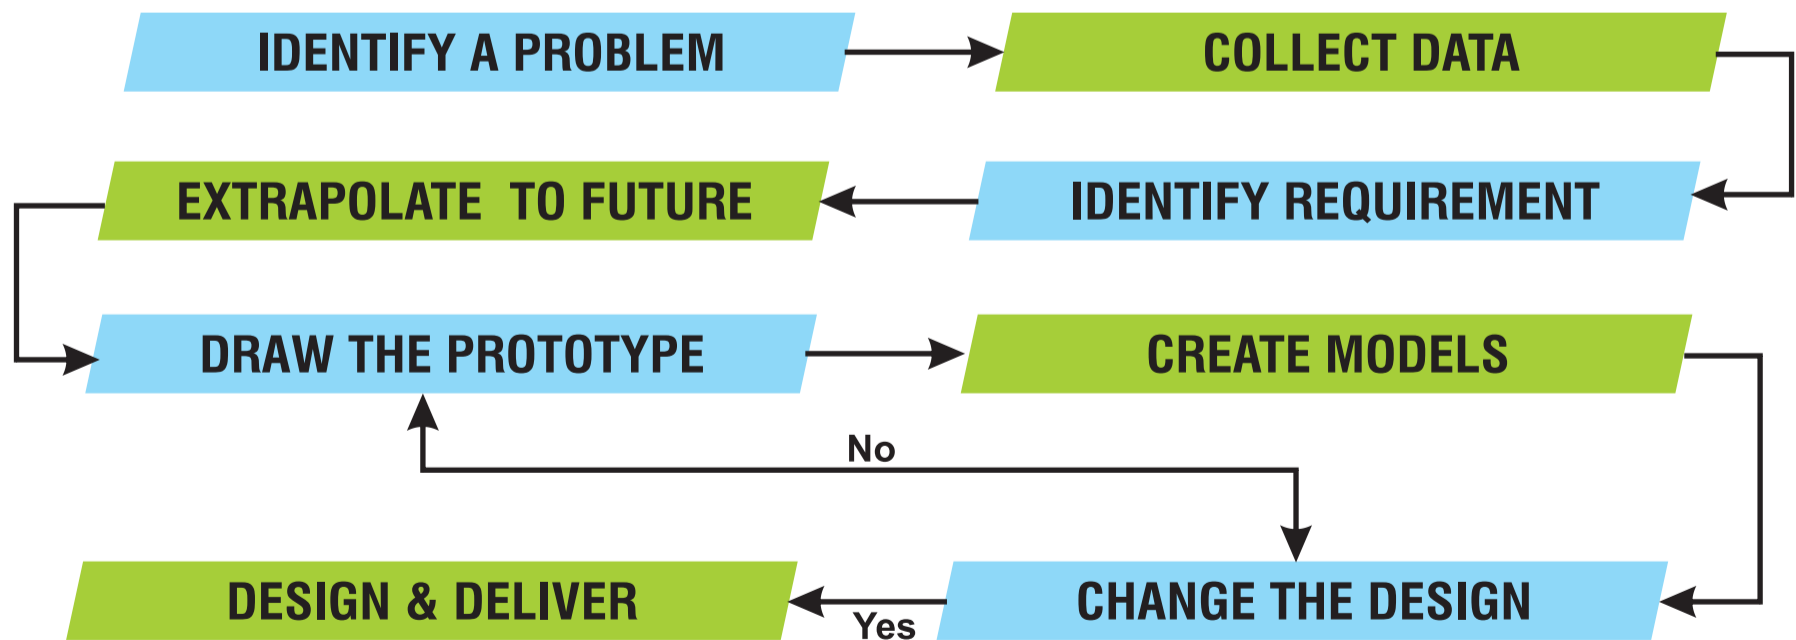 IDENTIFY A PROBLEM
COLLECT DATA
IDENTIFY REQUIREMENT
EXTRAPOLATE TO FUTURE
DRAW THE PROTOTYPE
CREATE MODELS
No
CHANGE THE DESIGN
Yes
DESIGN & DELIVER